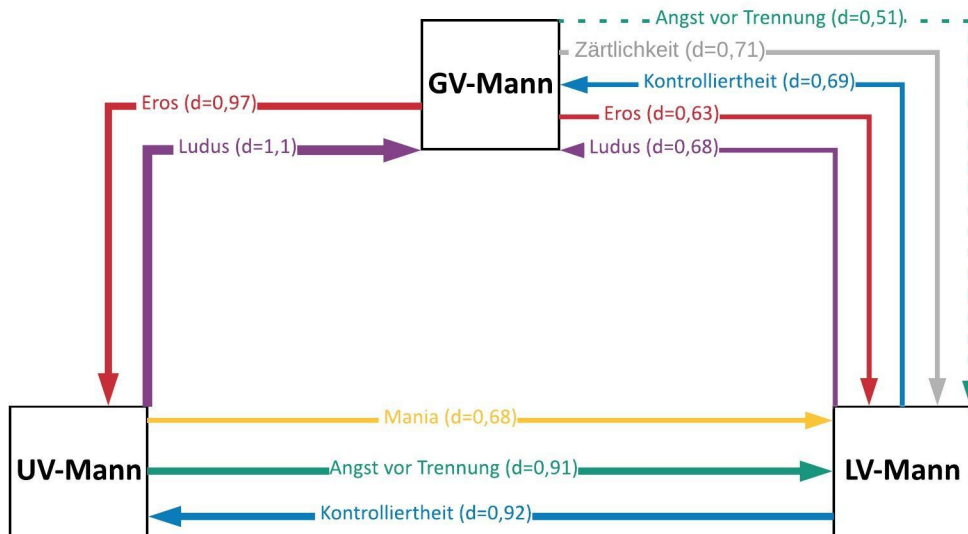 Angst vor Trennung (d=0,51)
Zärtlichkeit (d=0,71)
GV-Mann
Kontrolliertheit (d=0,69)
Eros (d=0,97)
Eros (d=0,63)
Ludus (d=1,1)
Ludus (d=0,68)
Mania (d=0,68)
UV-Mann
Angst vor Trennung (d=0,91)
LV-Mann
Kontrolliertheit (d=0,92)